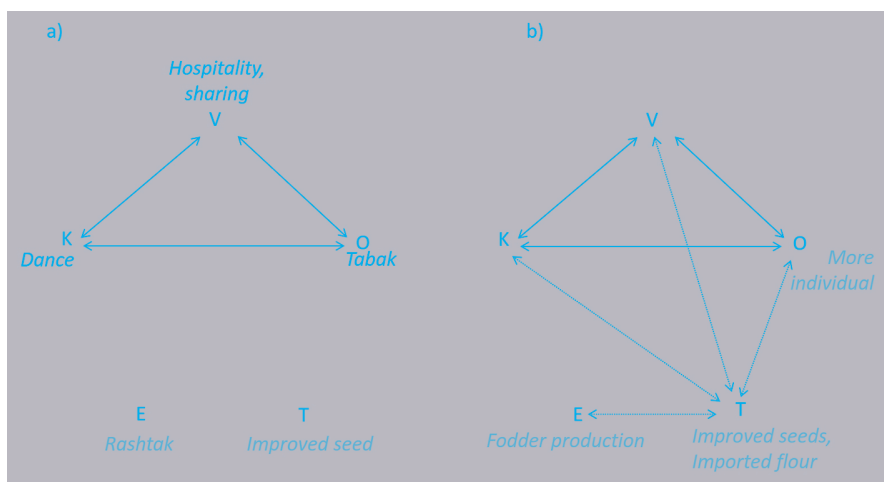 a)
Hospitality,
sharing
V
K
Dance
O
Tabak
E
Rashtak
T
Improved seed
b)
V
K
O
More
individual
E
Fodder production
T
Improved seeds,
Imported flour